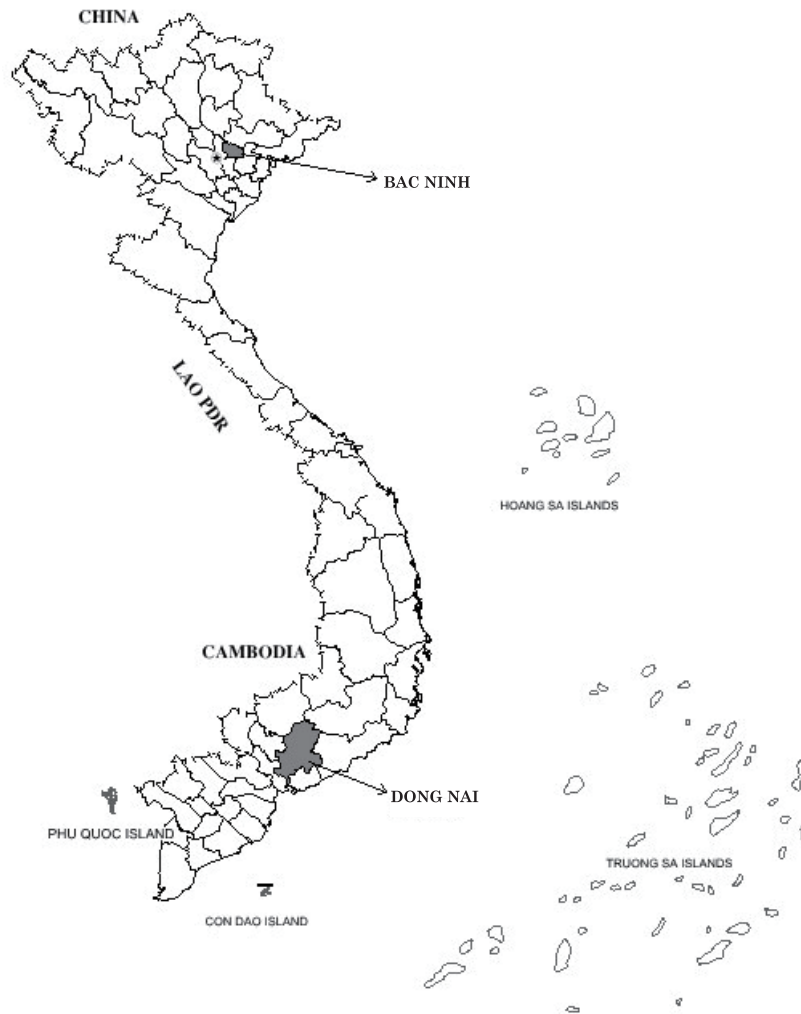 CHINA
BAC NINH
LAO PDR
HOANG SA ISLANDS
CAMBODIA
DONG NAI
PHU QUOC ISLAND
TRUONG SA ISLANDS
CON DAO ISLAND